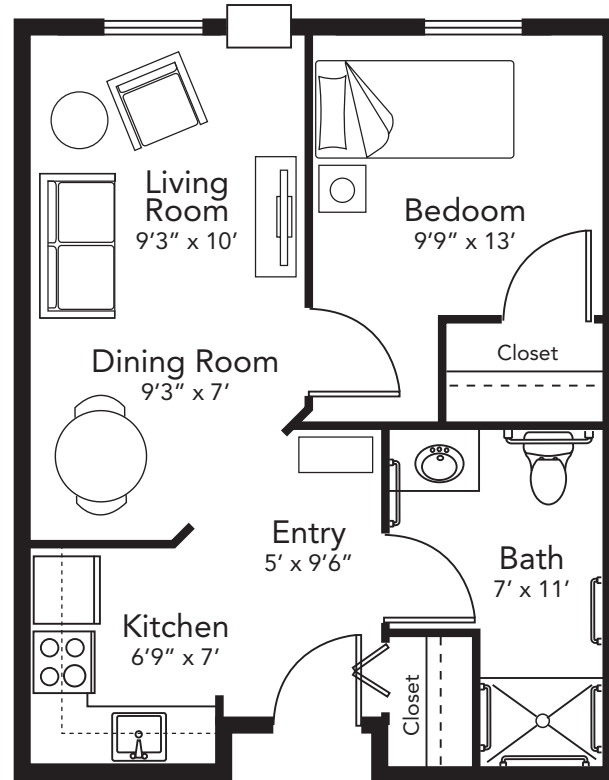 Living
Room
9’3” x 10’
Bedoom
9’9” x 13’
Closet
Dining Room
9’3” x 7’
Entry
5’ x 9’6”
Bath
7’ x 11’
Kitchen
6’9” x 7’
Closet